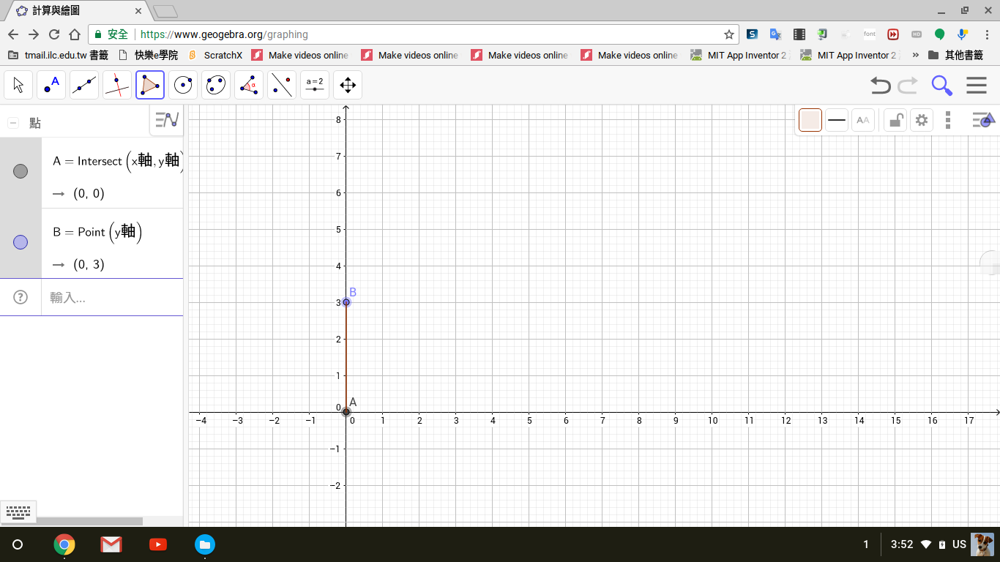 計算與繪圖
安全 https://www.geogebra.org/graphing
S font HD
tmail.ilc.edu.tw 書籤 快樂e學院 ScratchX Make videos online Make videos online Make videos online Make videos online MIT App Inventor 2 MIT App Inventor 2 » 其他書籤
A α a=2
點
AA
A = Intersect (x軸, y軸)
→ (0, 0)
B = Point (y軸)
→ (0, 3)
輸入...
8
7
6
5
4
B
3
2
1
A
0
−4 −3 −2 −1 0 1 2 3 4 5 6 7 8 9 10 11 12 13 14 15 16 17
−1
−2
1 3:52 US